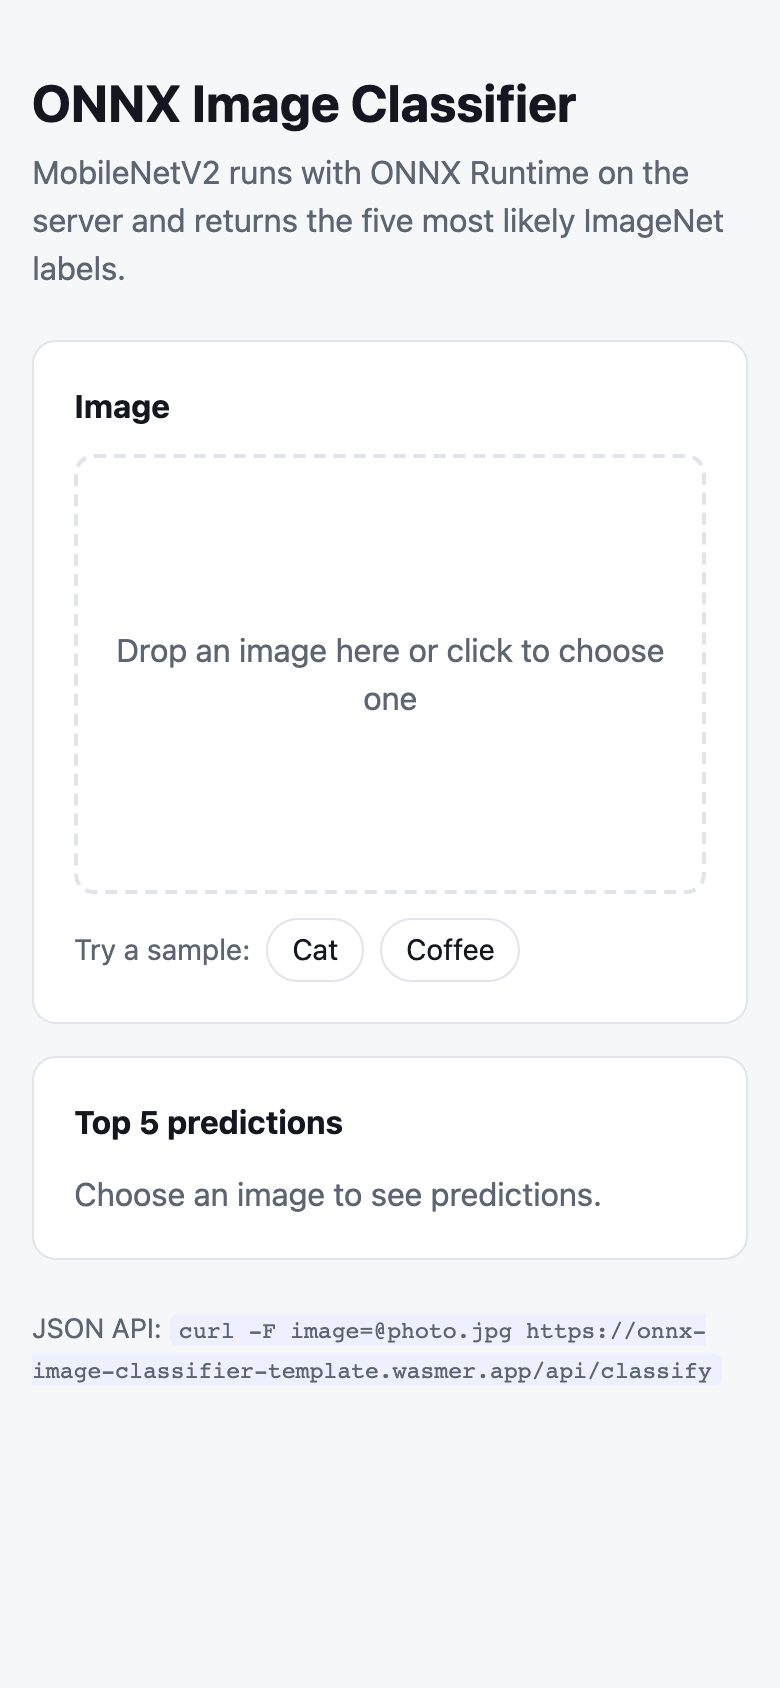 ONNX Image Classifier
MobileNetV2 runs with ONNX Runtime on the
server and returns the five most likely ImageNet
labels.
Image
Drop an image here or click to choose
one
Try a sample: Cat Coffee
Top 5 predictions
Choose an image to see predictions.
JSON API: curl -F image=@photo.jpg https://onnx-
image-classifier-template.wasmer.app/api/classify